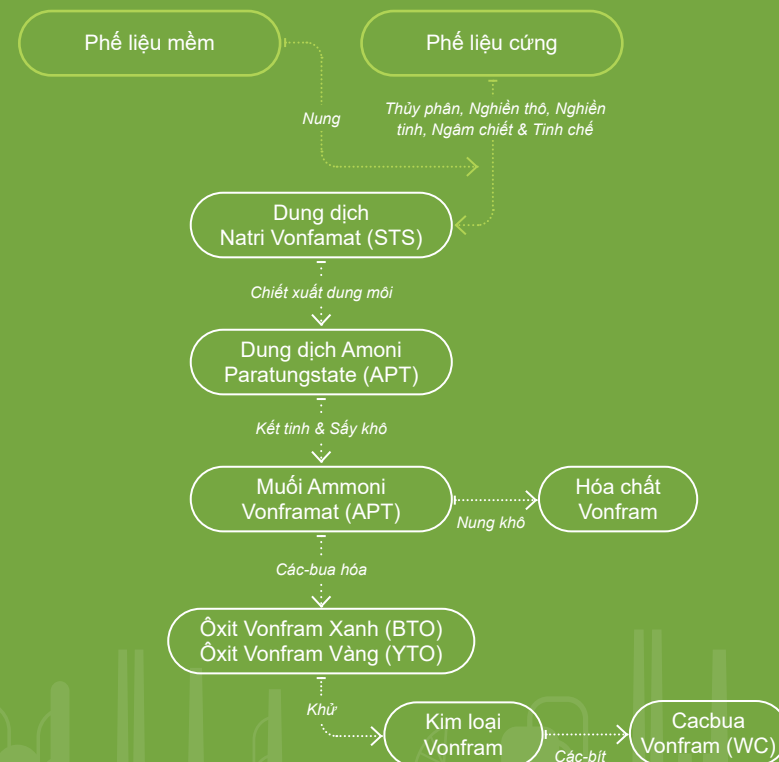 Phế liệu mềm
Phế liệu cứng
Nung
Thủy phân, Nghiền thô, Nghiền
tinh, Ngâm chiết & Tinh chế
Dung dịch
Natri Vonfamat (STS)
Chiết xuất dung môi
Dung dịch Amoni
Paratungstate (APT)
Kết tinh & Sấy khô
Muối Ammoni
Vonframat (APT)
Nung khô
Hóa chất
Vonfram
Các-bua hóa
Ôxit Vonfram Xanh (BTO)
Ôxit Vonfram Vàng (YTO)
Khử
Kim loại
Vonfram
Các-bít
Cacbua
Vonfram (WC)